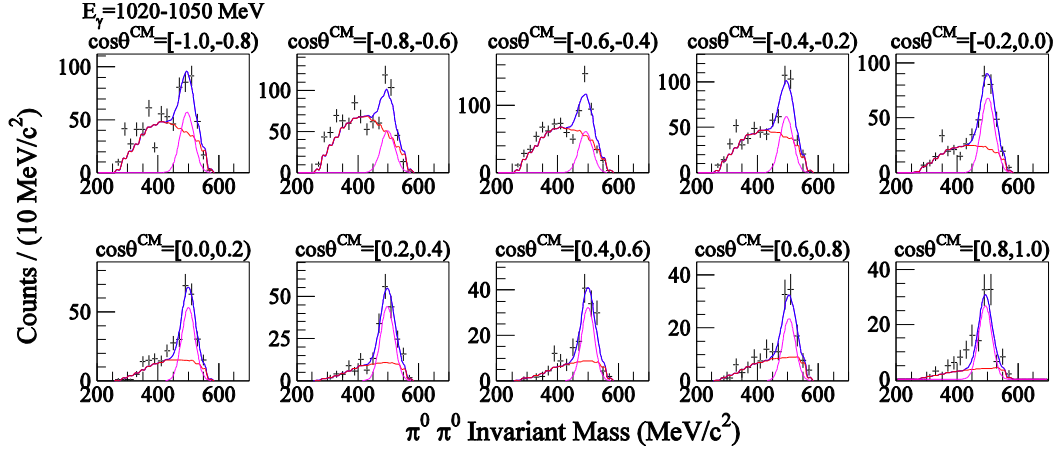 Eγ=1020-1050 MeV
cosθCM=[-1.0,-0.8) cosθCM=[-0.8,-0.6) cosθCM=[-0.6,-0.4) cosθCM=[-0.4,-0.2) cosθCM=[-0.2,0.0)
100 50 0
100 50 0
100 50 0
100 50 0
100 50 0
200 400 600 200 400 600 200 400 600 200 400 600 200 400 600
cosθCM=[0.0,0.2) cosθCM=[0.2,0.4) cosθCM=[0.4,0.6) cosθCM=[0.6,0.8) cosθCM=[0.8,1.0)
50 0
50 25 0
40 20 0
40 20 0
40 20 0
200 400 600 200 400 600 200 400 600 200 400 600 200 400 600
Counts / (10 MeV/c2)
π0 π0 Invariant Mass (MeV/c2)